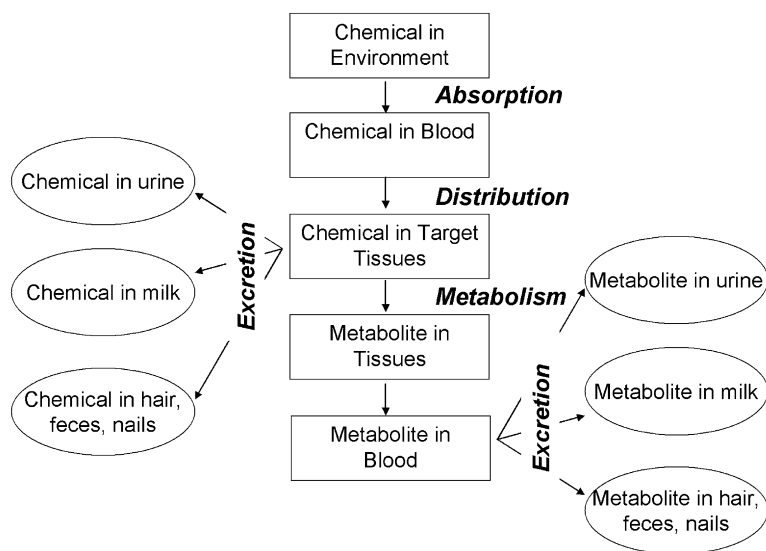 Chemical in
Environment
Absorption
Chemical in Blood
Distribution
Chemical in Target
Tissues
Metabolism
Metabolite in
Tissues
Metabolite in
Blood
Excretion
Chemical in urine
Chemical in milk
Chemical in hair,
feces, nails
Excretion
Metabolite in
urine
Metabolite in milk
Metabolite in hair,
feces, nails